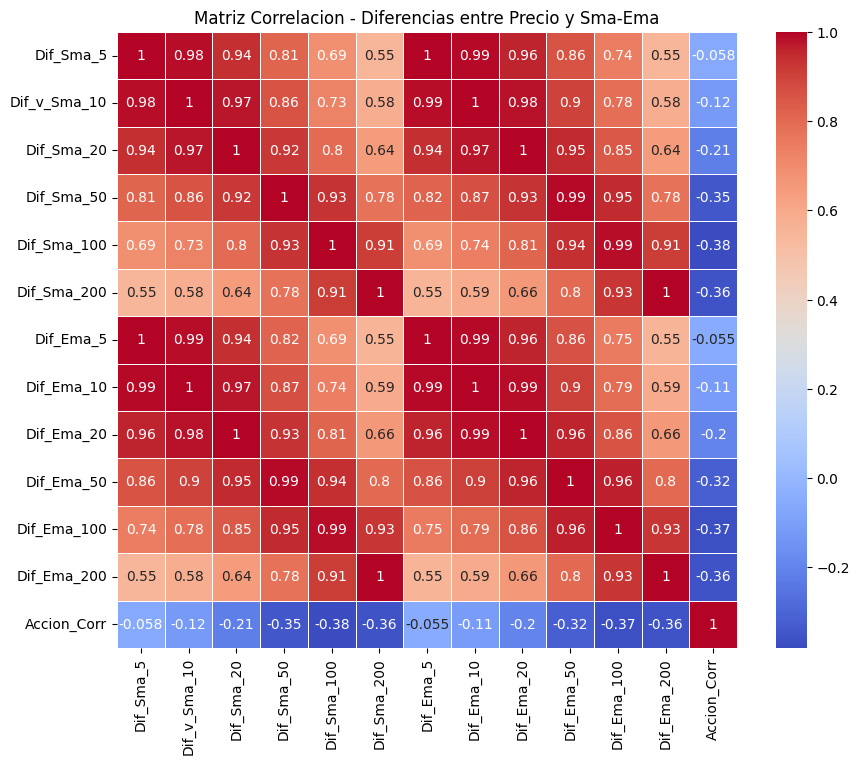 Matriz Correlacion - Diferencias entre Precio y Sma-Ema
Dif_Sma_5 1 0.98 0.94 0.81 0.69 0.55 1 0.99 0.96 0.86 0.74 0.55 -0.058
Dif_v_Sma_10 0.98 1 0.97 0.86 0.73 0.58 0.99 1 0.98 0.9 0.78 0.58 -0.12
Dif_Sma_20 0.94 0.97 1 0.92 0.8 0.64 0.94 0.97 1 0.95 0.85 0.64 -0.21
Dif_Sma_50 0.81 0.86 0.92 1 0.93 0.78 0.82 0.87 0.93 0.99 0.95 0.78 -0.35
Dif_Sma_100 0.69 0.73 0.8 0.93 1 0.91 0.69 0.74 0.81 0.94 0.99 0.91 -0.38
Dif_Sma_200 0.55 0.58 0.64 0.78 0.91 1 0.55 0.59 0.66 0.8 0.93 1 -0.36
Dif_Ema_5 1 0.99 0.94 0.82 0.69 0.55 1 0.99 0.96 0.86 0.75 0.55 -0.055
Dif_Ema_10 0.99 1 0.97 0.87 0.74 0.59 0.99 1 0.99 0.9 0.79 0.59 -0.11
Dif_Ema_20 0.96 0.98 1 0.93 0.81 0.66 0.96 0.99 1 0.96 0.86 0.66 -0.2
Dif_Ema_50 0.86 0.9 0.95 0.99 0.94 0.8 0.86 0.9 0.96 1 0.96 0.8 -0.32
Dif_Ema_100 0.74 0.78 0.85 0.95 0.99 0.93 0.75 0.79 0.86 0.96 1 0.93 -0.37
Dif_Ema_200 0.55 0.58 0.64 0.78 0.91 1 0.55 0.59 0.66 0.8 0.93 1 -0.36
Accion_Corr -0.058 -0.12 -0.21 -0.35 -0.38 -0.36 -0.055 -0.11 -0.2 -0.32 -0.37 -0.36 1
Dif_Sma_5
Dif_v_Sma_10
Dif_Sma_20
Dif_Sma_50
Dif_Sma_100
Dif_Sma_200
Dif_Ema_5
Dif_Ema_10
Dif_Ema_20
Dif_Ema_50
Dif_Ema_100
Dif_Ema_200
Accion_Corr
1.0
0.8
0.6
0.4
0.2
0.0
−0.2